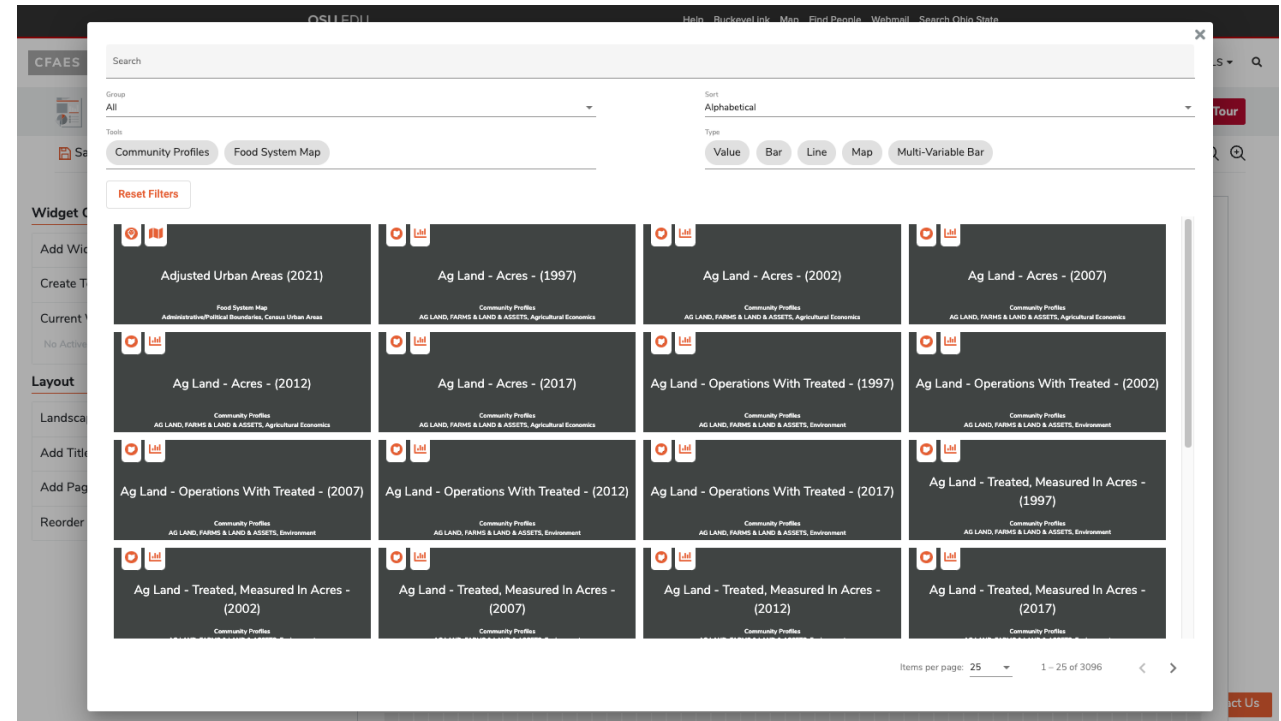 OSU.EDU
Help BuckeyeLink Map Find People Webmail Search Ohio State
CFAES
Search
Group
All
Sort
Alphabetical
Tour
Tools
Community Profiles Food System Map
Type
Value Bar Line Map Multi-Variable Bar
Reset Filters
Add
Create
Current
No Active
Layout
Add Title
Reorder
Adjusted Urban Areas (2021)
Food System Map
Administrative/Political Boundaries, Census Urban Areas
Ag Land - Acres - (1997)
Community Profiles
AG LAND, FARMS & LAND & ASSETS, Agricultural Economics
Ag Land - Acres - (2002)
Community Profiles
AG LAND, FARMS & LAND & ASSETS, Agricultural Economics
Ag Land - Acres - (2007)
Community Profiles
AG LAND, FARMS & LAND & ASSETS, Agricultural Economics
Ag Land - Acres - (2012)
Community Profiles
AG LAND, FARMS & LAND & ASSETS, Agricultural Economics
Ag Land - Acres - (2017)
Community Profiles
AG LAND, FARMS & LAND & ASSETS, Agricultural Economics
Ag Land - Operations With Treated - (1997)
Community Profiles
AG LAND, FARMS & LAND & ASSETS, Environment
Ag Land - Operations With Treated - (2002)
Community Profiles
AG LAND, FARMS & LAND & ASSETS, Environment
Ag Land - Operations With Treated - (2007)
Community Profiles
AG LAND, FARMS & LAND & ASSETS, Environment
Ag Land - Operations With Treated - (2012)
Community Profiles
AG LAND, FARMS & LAND & ASSETS, Environment
Ag Land - Operations With Treated - (2017)
Community Profiles
AG LAND, FARMS & LAND & ASSETS, Environment
Ag Land - Treated, Measured In Acres -
(1997)
Community Profiles
AG LAND, FARMS & LAND & ASSETS, Environment
Ag Land - Treated, Measured In Acres -
(2002)
Community Profiles
Ag Land - Treated, Measured In Acres -
(2007)
Community Profiles
Ag Land - Treated, Measured In Acres -
(2012)
Community Profiles
Ag Land - Treated, Measured In Acres -
(2017)
Community Profiles
Items per page: 25 1 – 25 of 3096
Us